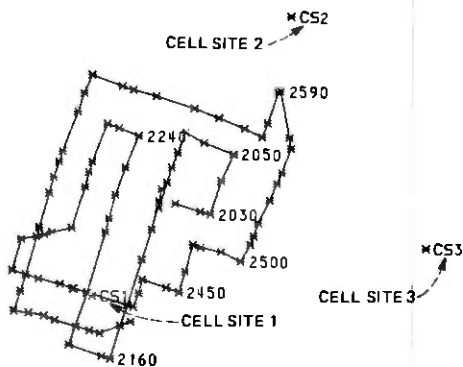 CS2
CELL SITE 2
2590
2240
2050
2030
2500
CS3
2450
CS1
CELL SITE 3
CELL SITE 1
2160